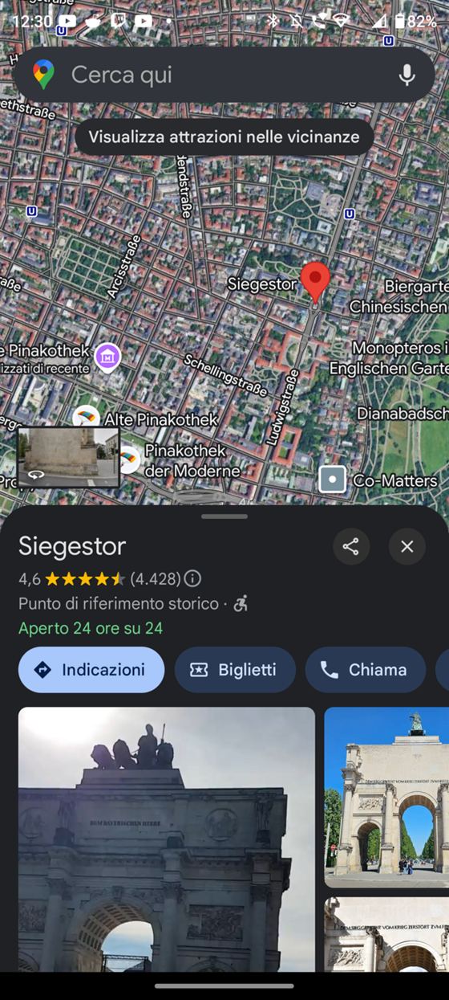 12:30
82%
Cerca qui
ethstraße
Visualizza attrazioni nelle vicinanze
Arcisstraße
Siegestor
Biergarte
Chinesischen
Monopteros i
Englischen Garte
e Pinakothek
izzati di recente
Schellingstraße
Ludwigstraße
Dianabadsch
Alte Pinakothek
Pinakothek
der Moderne
Co-Matters
Siegestor
4,6 (4.428)
Punto di riferimento storico ·
Aperto 24 ore su 24
Indicazioni
Biglietti
Chiama
DEM BAYERISCHEN HEERE